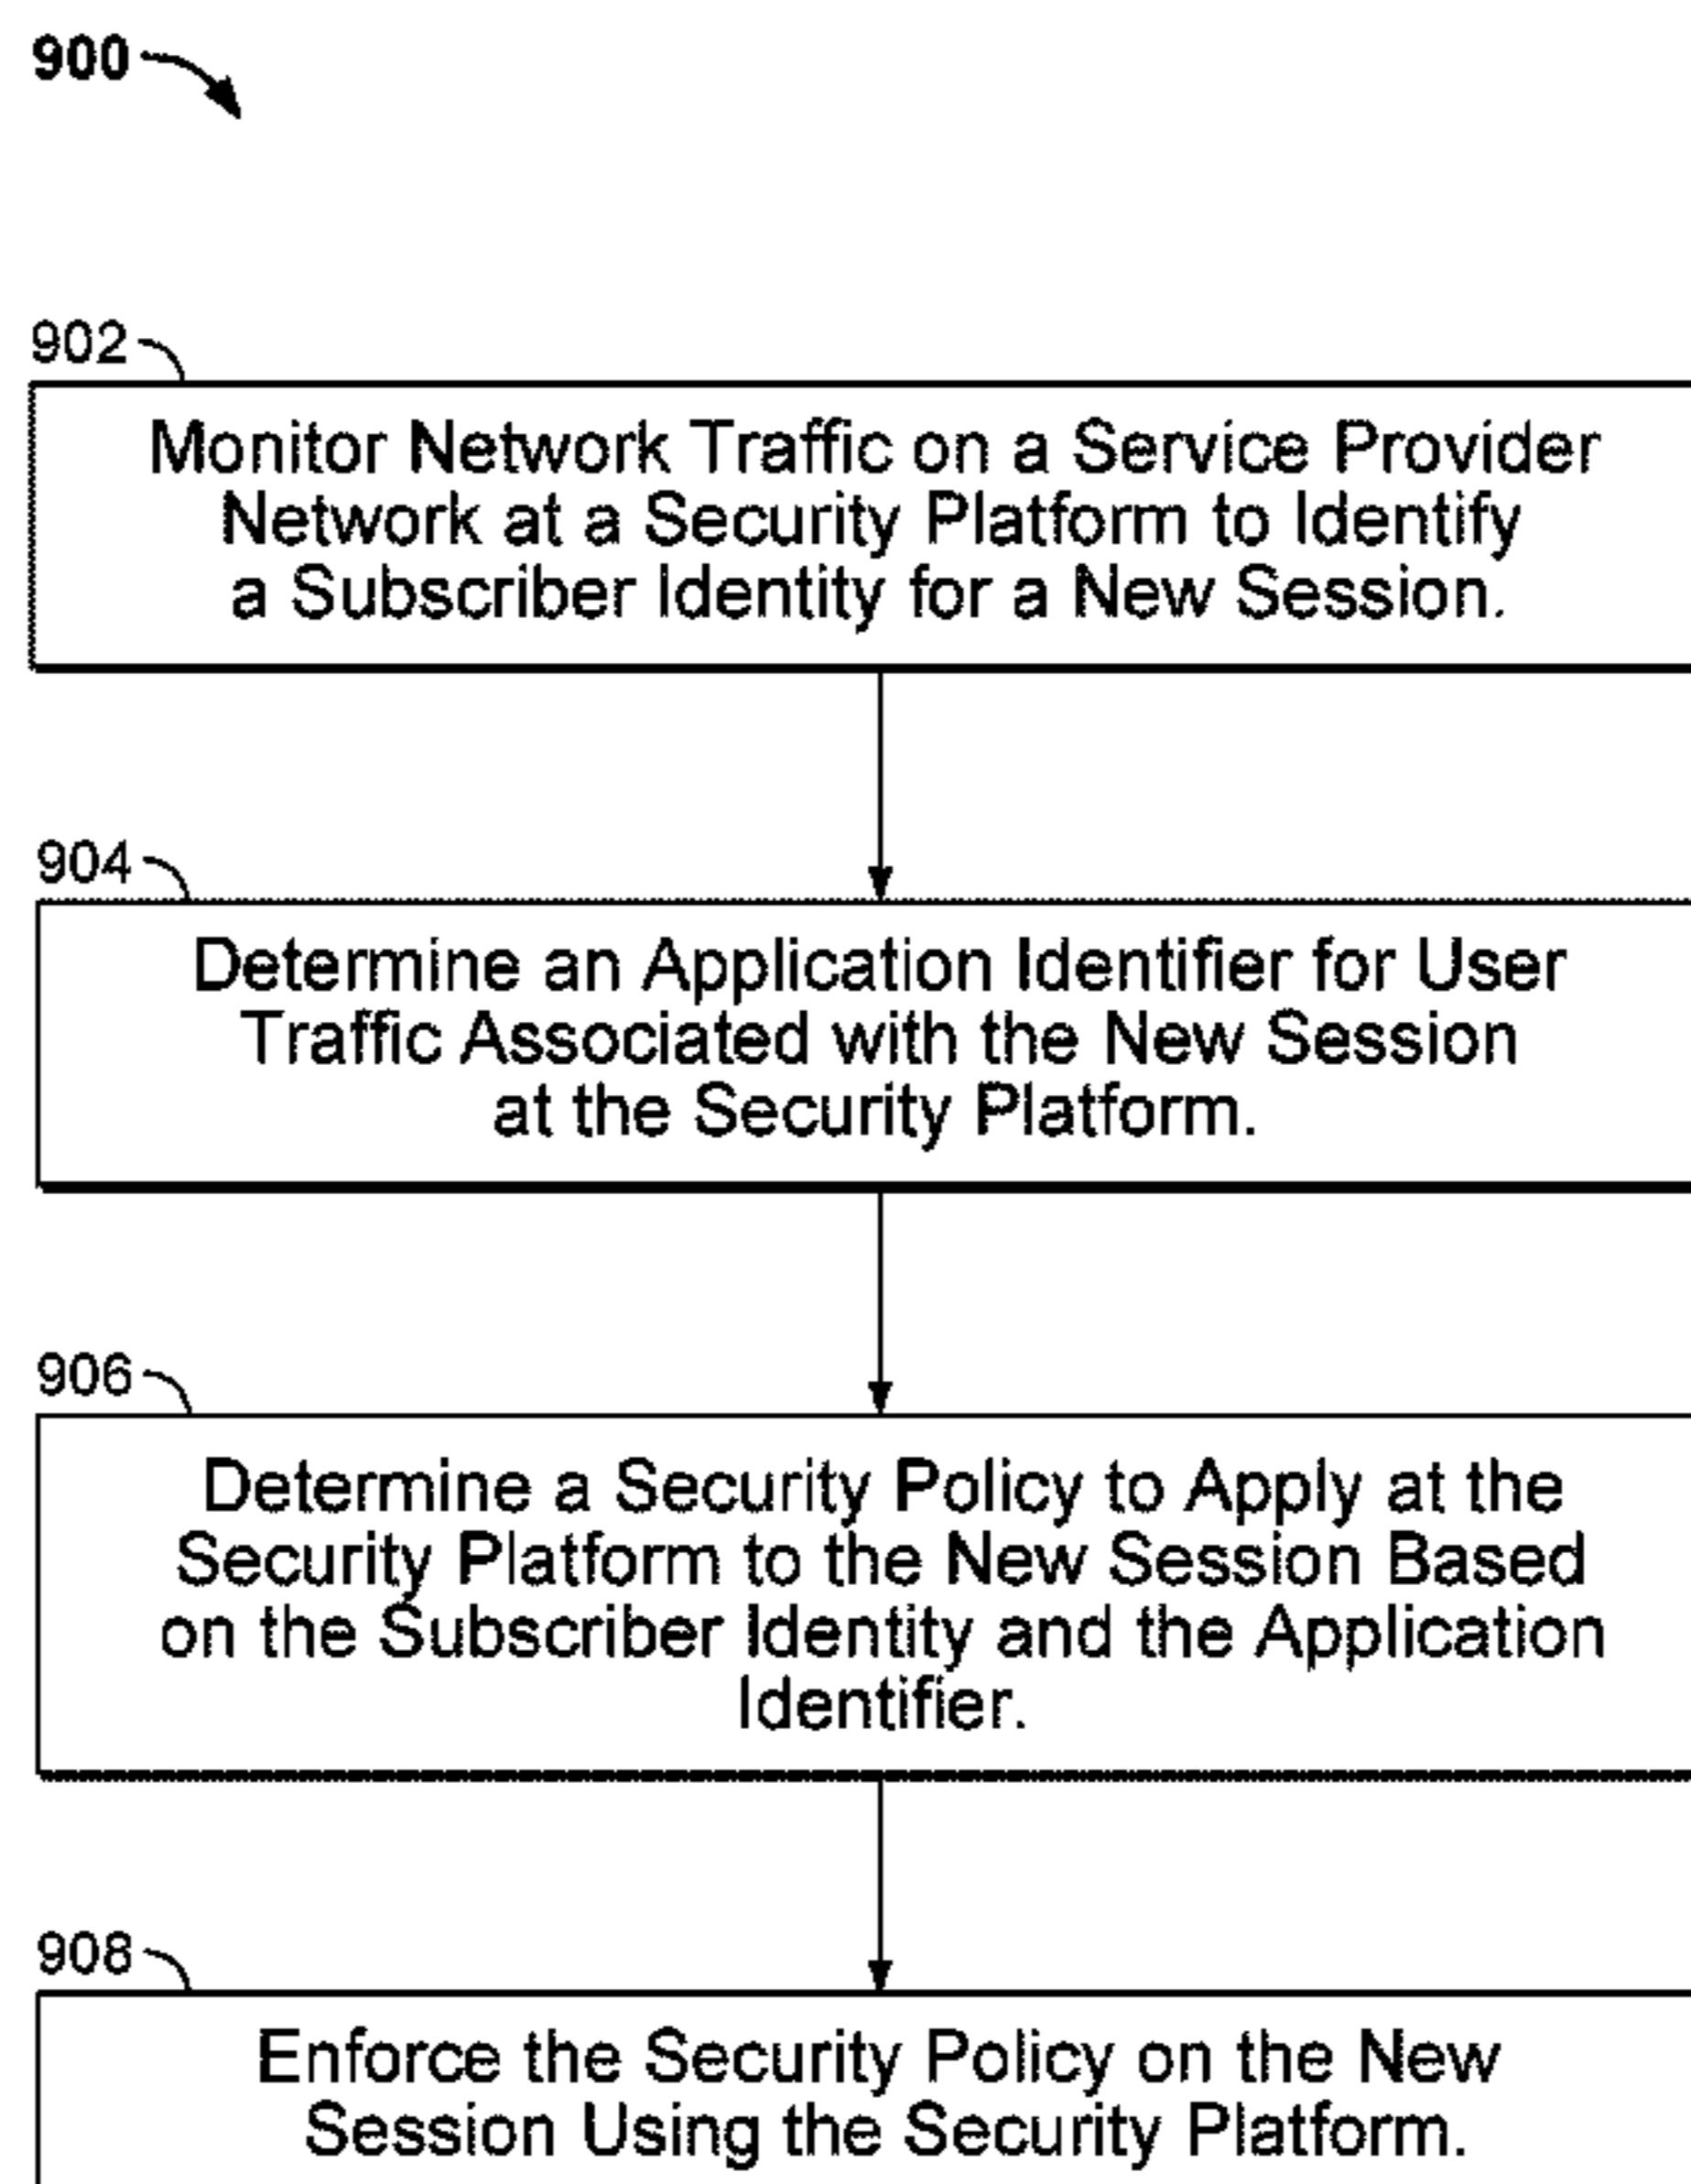 900
902
Monitor Network Traffic on a Service Provider
Network at a Security Platform to Identify
a Subscriber Identity for a New Session.
904
Determine an Application Identifier for User
Traffic Associated with the New Session
at the Security Platform.
906
Determine a Security Policy to Apply at the
Security Platform to the New Session Based
on the Subscriber Identity and the Application
Identifier.
908
Enforce the Security Policy on the New
Session Using the Security Platform.